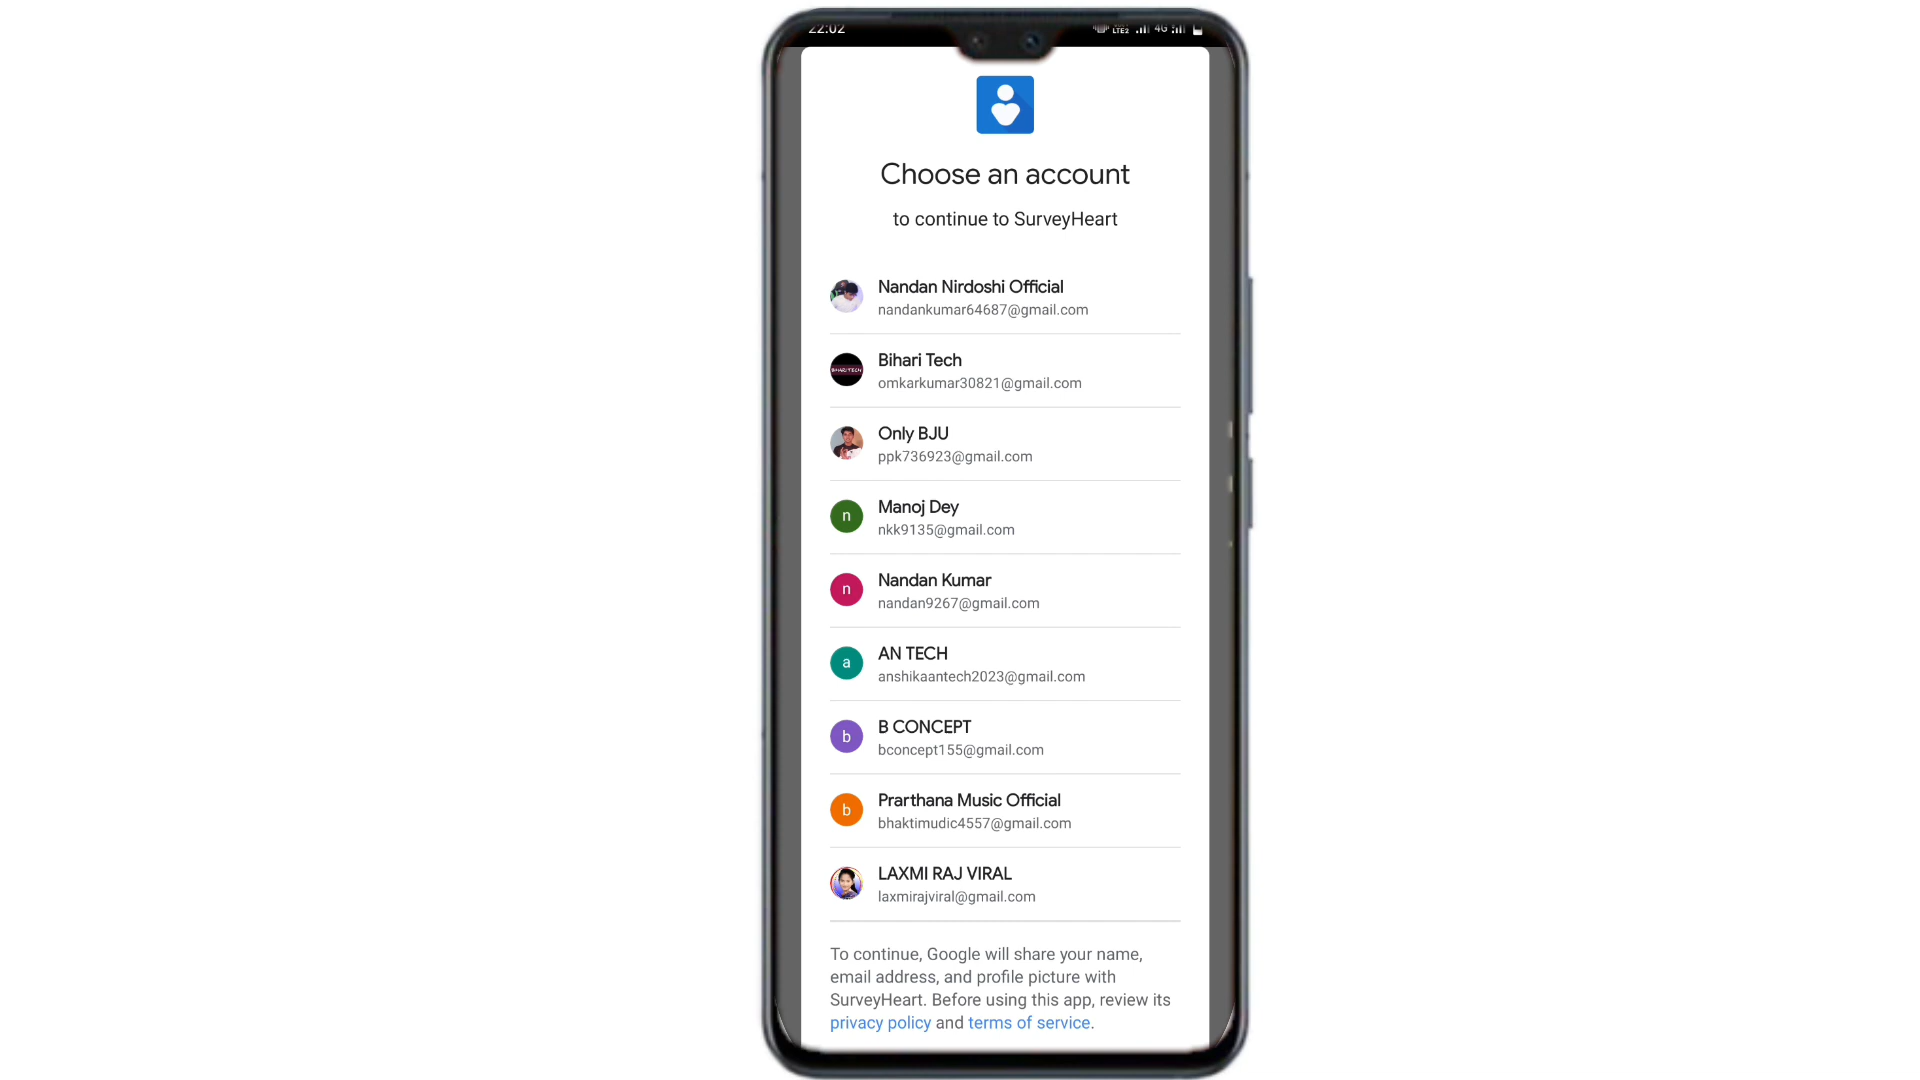 22:02
LTE2 4G
Choose an account
to continue to SurveyHeart
Nandan Nirdoshi Official
nandankumar64687@gmail.com
BIHARI TECH
Bihari Tech
omkarkumar30821@gmail.com
Only BJU
ppk736923@gmail.com
n
Manoj Dey
nkk9135@gmail.com
n
Nandan Kumar
nandan9267@gmail.com
a
AN TECH
anshikaantech2023@gmail.com
b
B CONCEPT
bconcept155@gmail.com
b
Prarthana Music Official
bhaktimudic4557@gmail.com
LAXMI RAJ VIRAL
laxmirajviral@gmail.com
To continue, Google will share your name,
email address, and profile picture with
SurveyHeart. Before using this app, review its
privacy policy and terms of service.